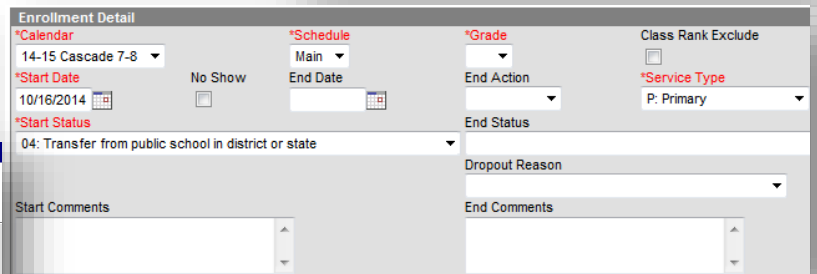 Enrollment Detail
*Calendar *Schedule *Grade Class Rank Exclude
14-15 Cascade 7-8 Main
*Start Date No Show End Date End Action *Service Type
10/16/2014 P: Primary
*Start Status End Status
04: Transfer from public school in district or state
Dropout Reason
Start Comments End Comments